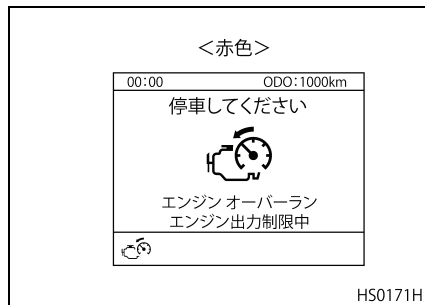 ＜赤色＞
00:00 ODO:1000km
停車してください
エンジン オーバーラン
エンジン出力制限中
HS0171H